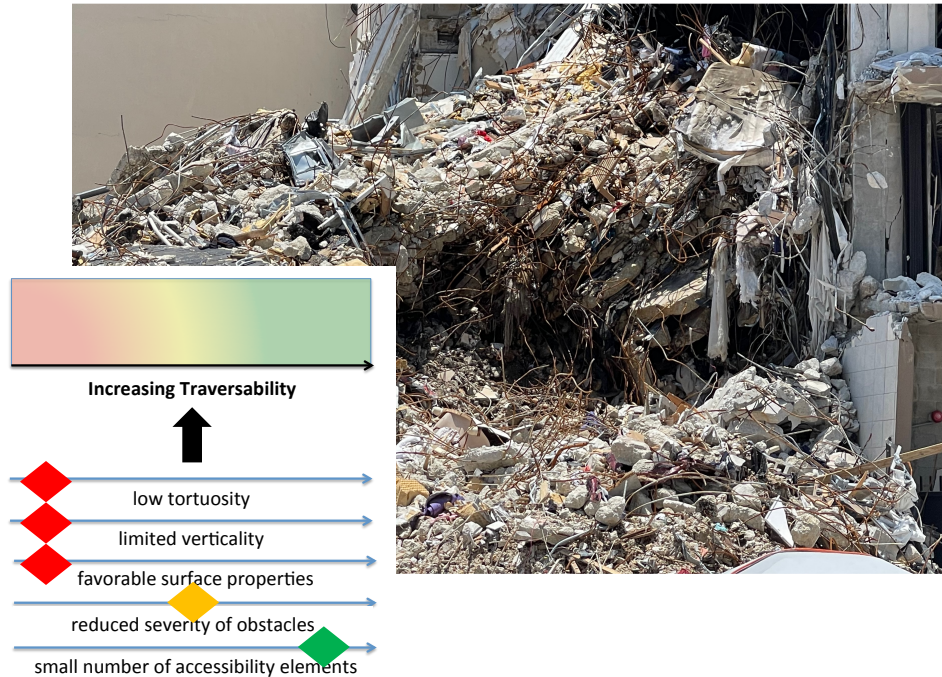 Increasing Traversability
low tortuosity
limited verticality
favorable surface properties
reduced severity of obstacles
small number of accessibility elements